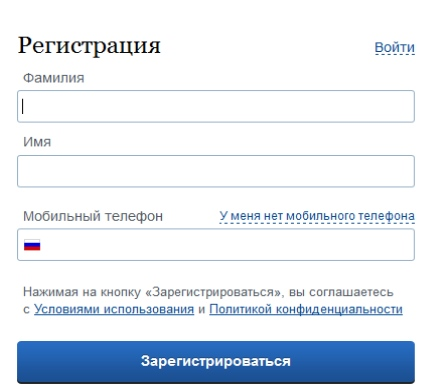 Регистрация
Войти
Фамилия
Имя
Мобильный телефон
У меня нет мобильного телефона
Нажимая на кнопку «Зарегистрироваться», вы соглашаетесь
с Условиями использования и Политикой конфиденциальности
Зарегистрироваться